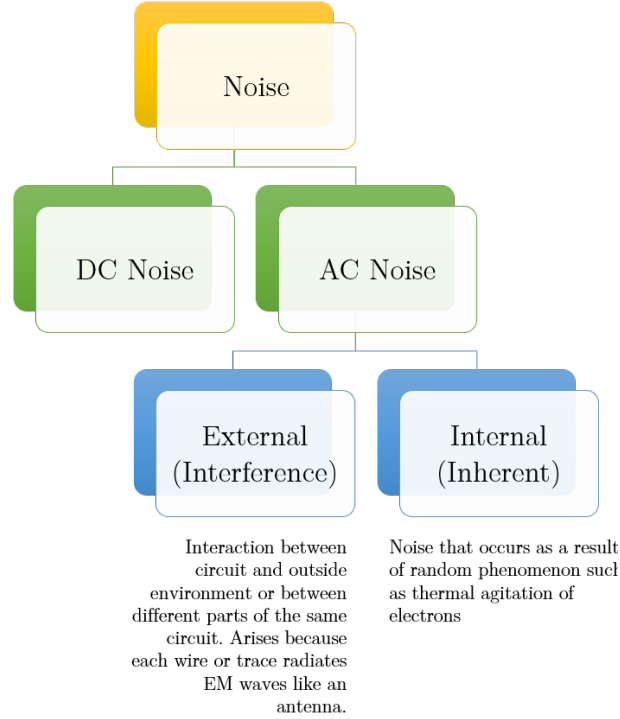 Noise
DC Noise
AC Noise
External
(Interference)
Internal
(Inherent)
Interaction between
circuit and outside
environment or between
different parts of the same
circuit. Arises because
each wire or trace radiates
EM waves like an
antenna.
Noise that occurs as a result
of random phenomenon such
as thermal agitation of
electrons